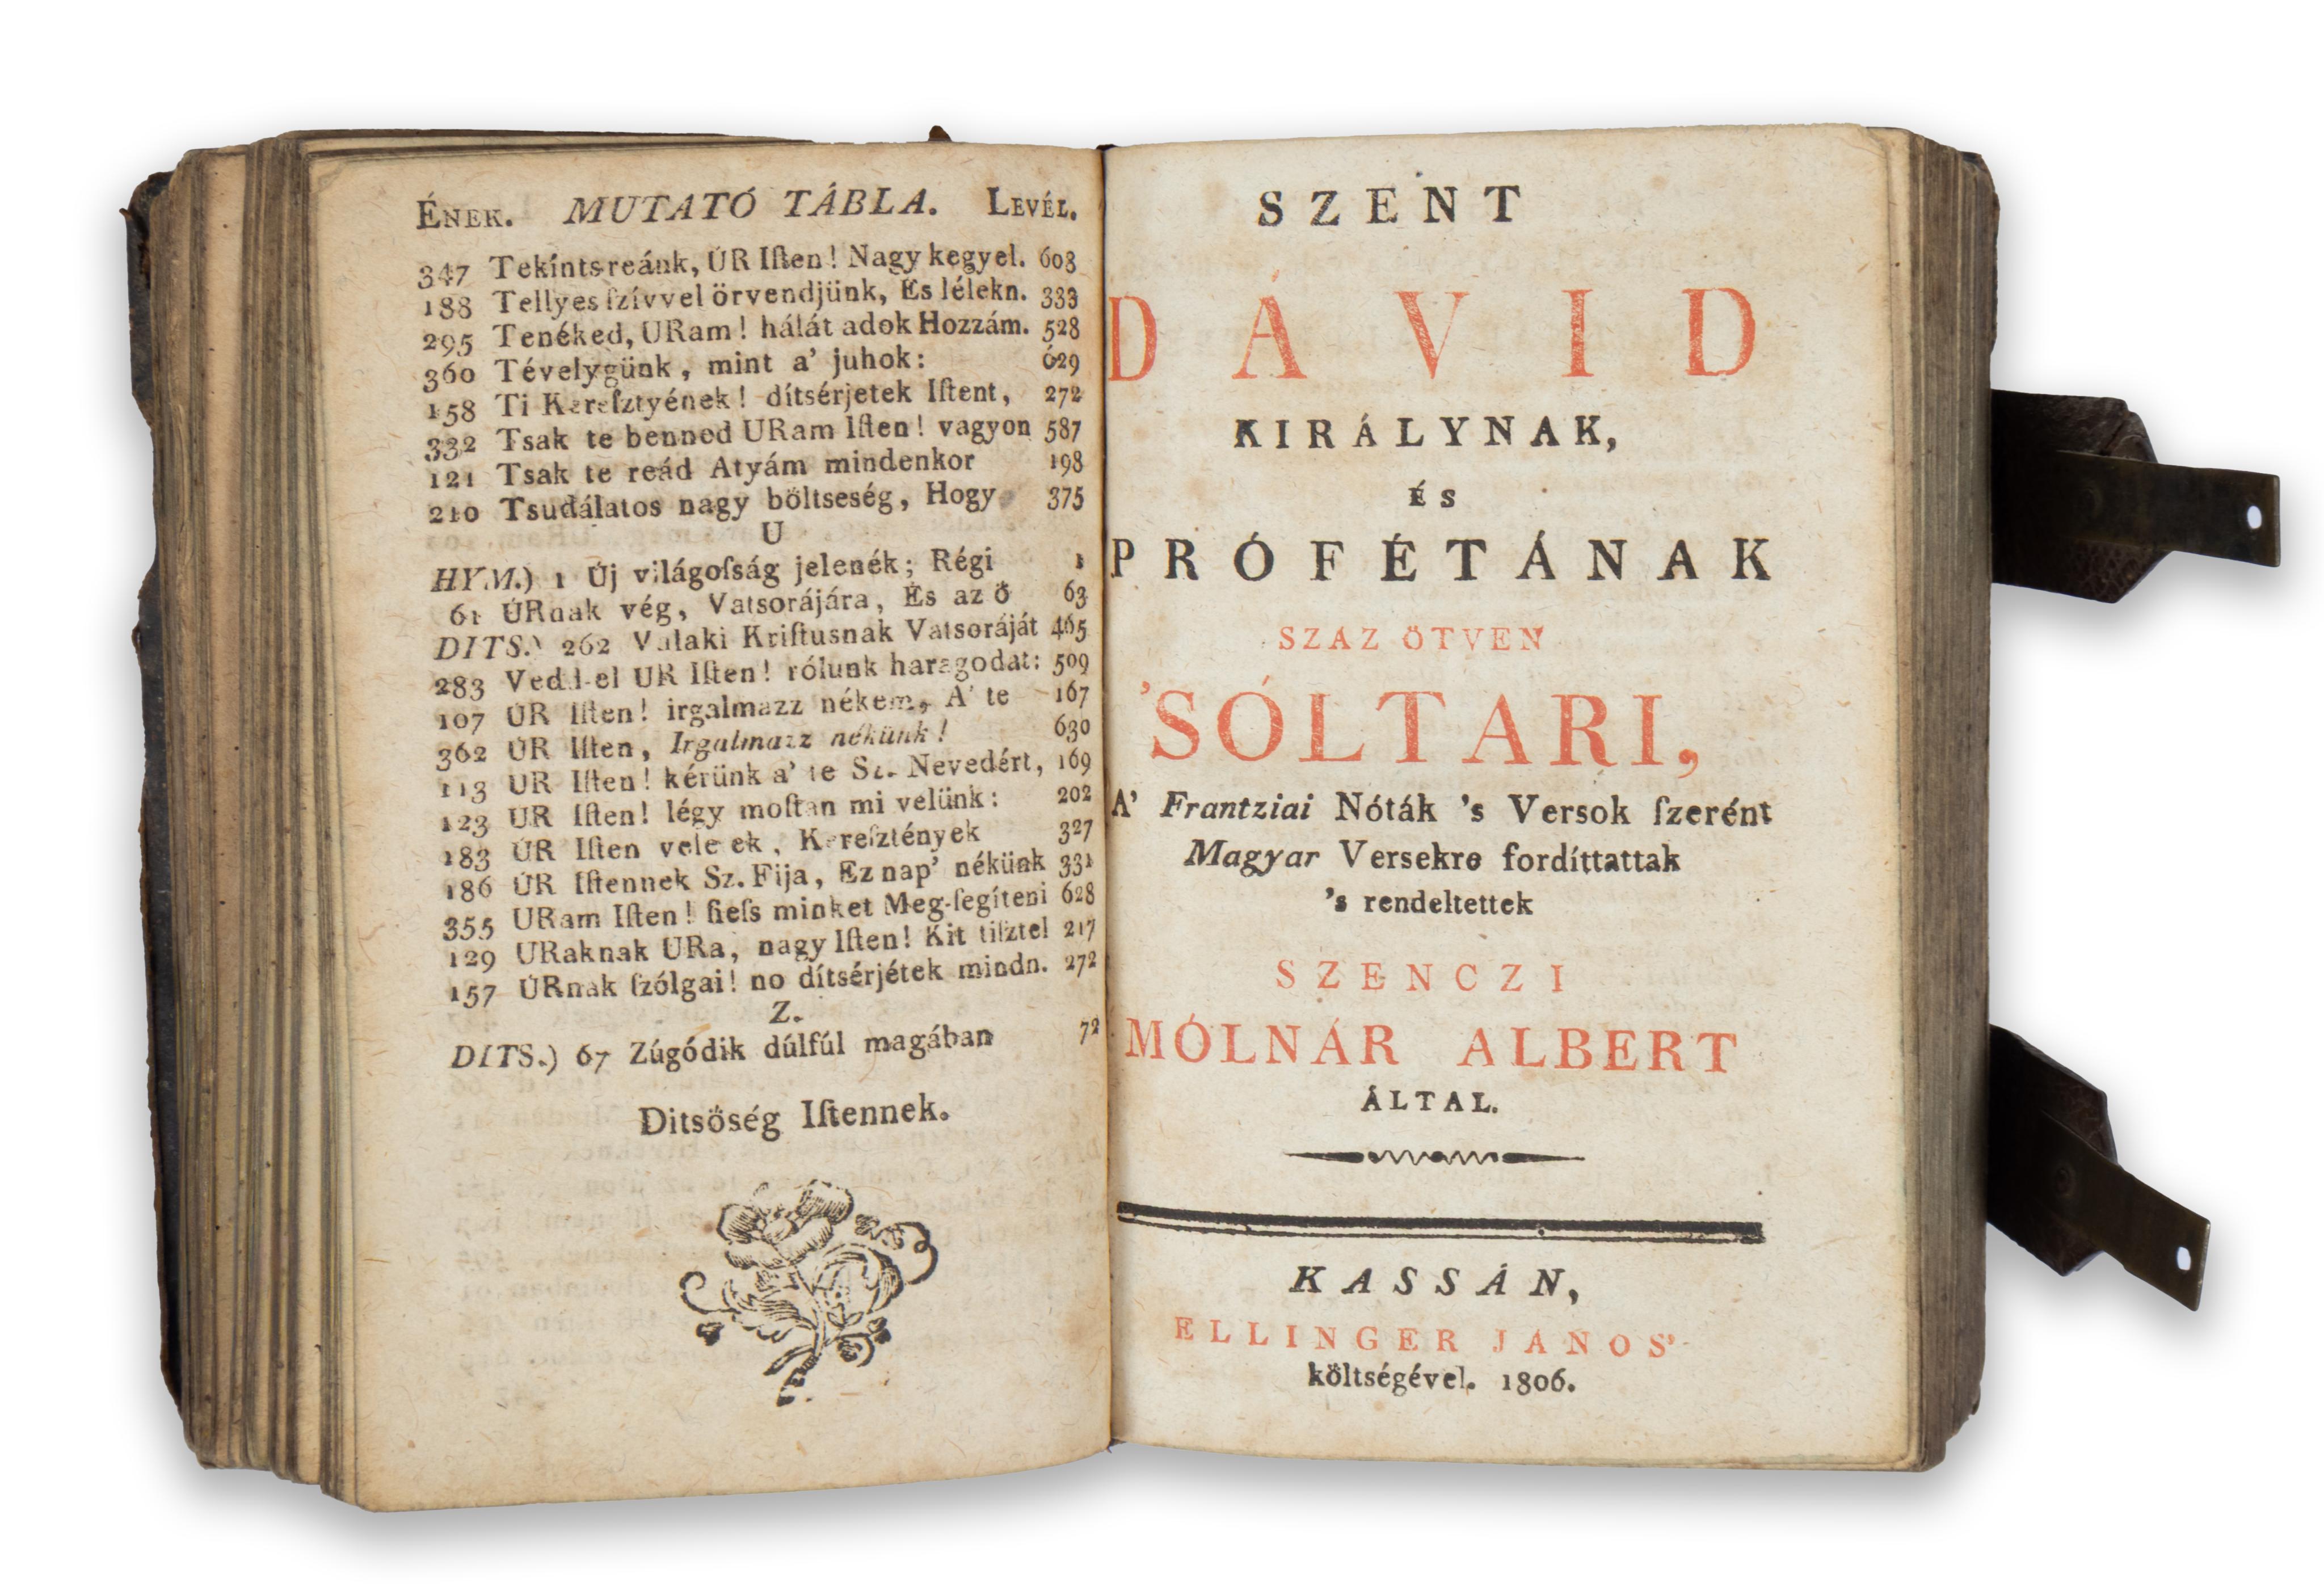 ÉNEK. MUTATÓ TÁBLA. LEVÉL.
347 Tekínts-reánk, ÚR Iſten! Nagy kegyel. 603
188 Tellyes ſzívvel örvendjünk, És lélekn. 333
295 Tenéked, URam! hálát adok Hozzám. 528
360 Tévelygünk, mint a' juhok: 629
158 Ti Kereſztyének! dítsérjetek Iſtent, 272
332 Tsak te benned URam Iſten! vagyon 587
121 Tsak te reád Atyám mindenkor 198
210 Tsudálatos nagy böltseség, Hogy 375
U
HYM.) 1 Új világoſság jelenék; Régi 1
61 ÚRnak vég, Vatsorájára, És az ő 63
DITS.) 262 Valaki Kriſtusnak Vatsoráját 465
283 Vedd-el UR Iſten! rólunk haragodat: 509
107 ÚR Iſten! irgalmazz nékem, A' te 167
362 ÚR Iſten, Irgalmazz nékünk! 630
113 UR Iſten! kérünk a' te Sz. Nevedért, 169
123 UR Iſten! légy moſtan mi velünk: 202
183 ÚR Iſten veletek, Kereſztények 327
186 ÚR Iſtennek Sz. Fija, Ez nap' nékünk 331
355 URam Iſten! ſieſs minket Meg-ſegíteni 628
129 URaknak URa, nagy Iſten! Kit tiſztel 217
157 ÚRnak ſzólgai! no dítsérjétek mindn. 272
Z.
DITS.) 67 Zúgódik dúlfúl magában 72
Ditsöség Iſtennek.
SZENT
DÁVID
KIRÁLYNAK,
ÉS
PRÓFÉTÁNAK
SZAZ ÖTVEN
'SÓLTARI,
A' Frantziai Nóták 's Versok ſzerént
Magyar Versekre fordíttattak
's rendeltettek
SZENCZI
MÓLNÁR ALBERT
ÁLTAL.
KASSÁN,
ELLINGER JÁNOS'
költségével. 1806.